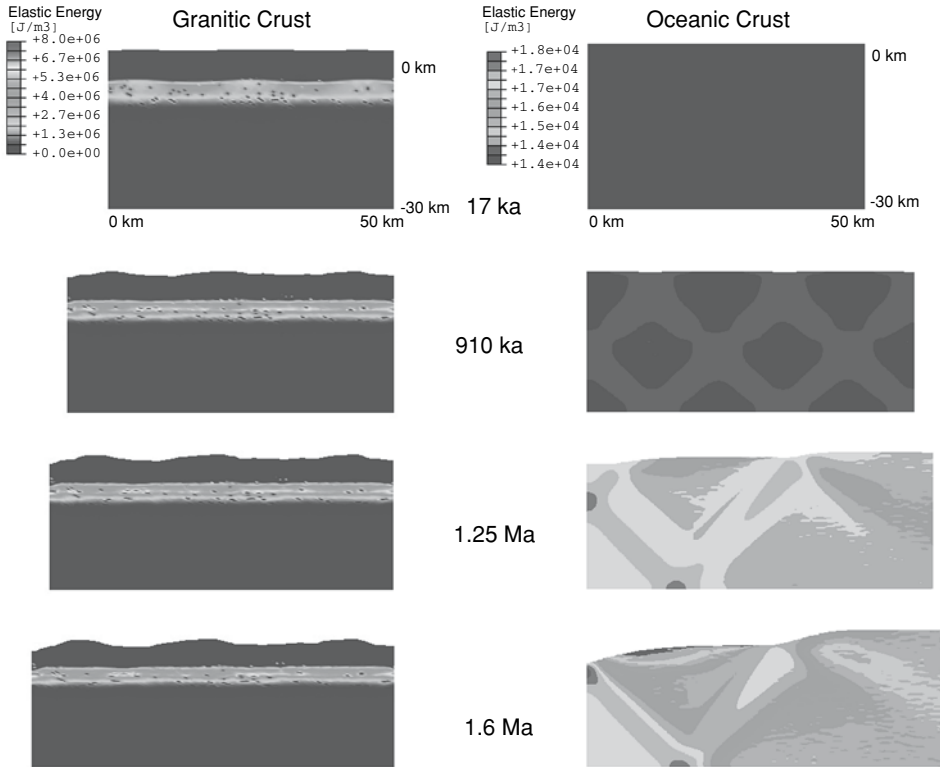 Elastic Energy
[J/m3]
+8.0e+06
+6.7e+06
+5.3e+06
+4.0e+06
+2.7e+06
+1.3e+06
+0.0e+00
Granitic Crust
0 km
-30 km
0 km
50 km
Elastic Energy
[J/m3]
+1.8e+04
+1.7e+04
+1.7e+04
+1.6e+04
+1.5e+04
+1.4e+04
+1.4e+04
Oceanic Crust
0 km
-30 km
0 km
50 km
17 ka
910 ka
1.25 Ma
1.6 Ma